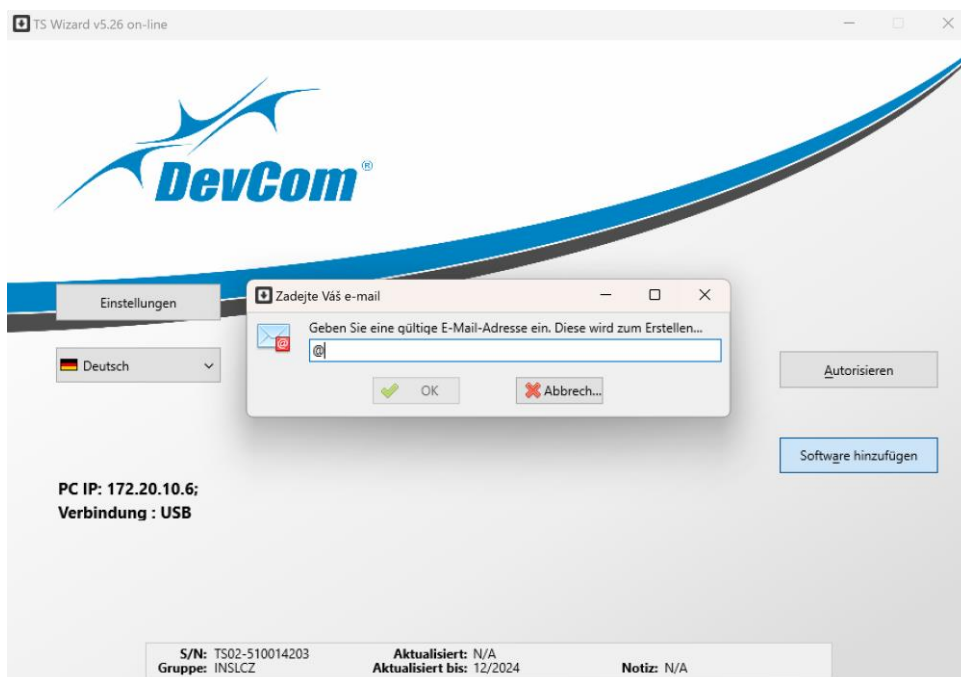 TS Wizard v5.26 on-line
DevCom®
Einstellungen
Zadejte Váš e-mail
Geben Sie eine gültige E-Mail-Adresse ein. Diese wird zum Erstellen...
@
OK
Abbrech...
Deutsch
Autorisieren
Software hinzufügen
PC IP: 172.20.10.6;
Verbindung : USB
S/N: TS02-510014203 Aktualisiert: N/A
Gruppe: INSLCZ Aktualisiert bis: 12/2024 Notiz: N/A